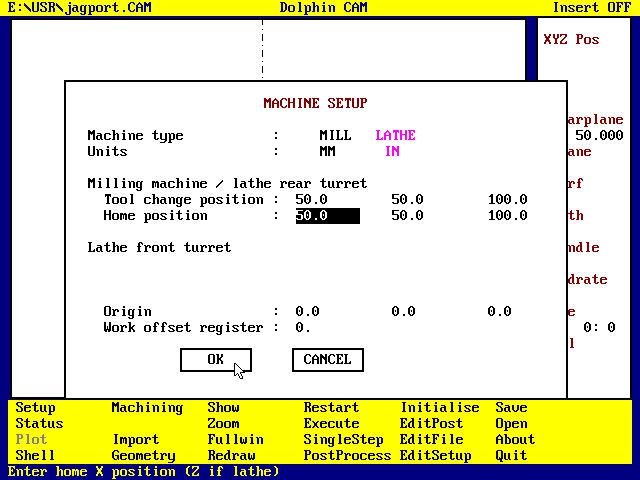 E:\USR\jagport.CAM Dolphin CAM Insert OFF
XYZ Pos
MACHINE SETUP
arplane
Machine type : MILL LATHE 50.000
Units : MM IN ane
Milling machine / lathe rear turret rf
Tool change position : 50.0 50.0 100.0
Home position : 50.0 50.0 100.0 th
Lathe front turret ndle
drate
Origin : 0.0 0.0 0.0 e
Work offset register : 0. 0: 0
l
OK CANCEL
Setup Machining Show Restart Initialise Save
Status Zoom Execute EditPost Open
Plot Import Fullwin SingleStep EditFile About
Shell Geometry Redraw PostProcess EditSetup Quit
Enter home X position (Z if lathe)